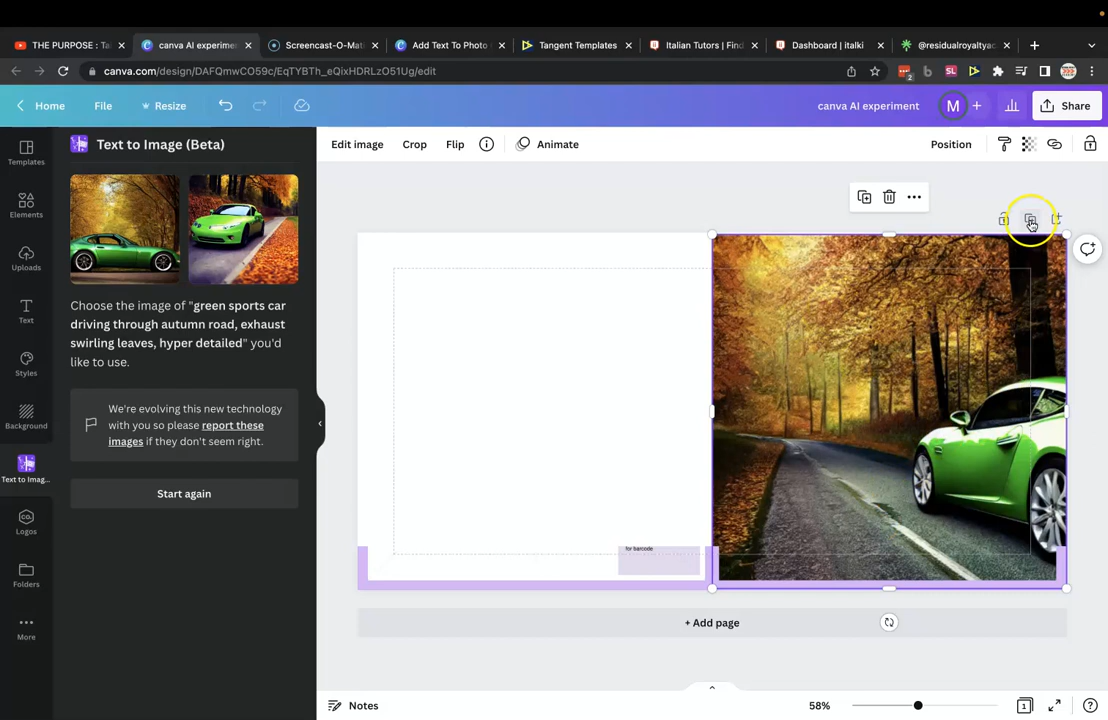 THE PURPOSE : Ta
canva AI experime
Screencast-O-Mat
Add Text To Photo
Tangent Templates
Italian Tutors | Find
Dashboard | italki
@residualroyaltyac
canva.com/design/DAFQmwCO59c/EqTYBTh_eQixHDRLzO51Ug/edit
2
SL
Home
File
Resize
canva AI experiment
M
Share
Templates
Elements
Uploads
Text
Styles
Background
Text to Imag...
Logos
Folders
More
Text to Image (Beta)
Choose the image of "green sports car
driving through autumn road, exhaust
swirling leaves, hyper detailed" you'd
like to use.
We're evolving this new technology
with you so please report these
images if they don't seem right.
Start again
Edit image
Crop
Flip
Animate
Position
for barcode
+ Add page
Notes
58%
1